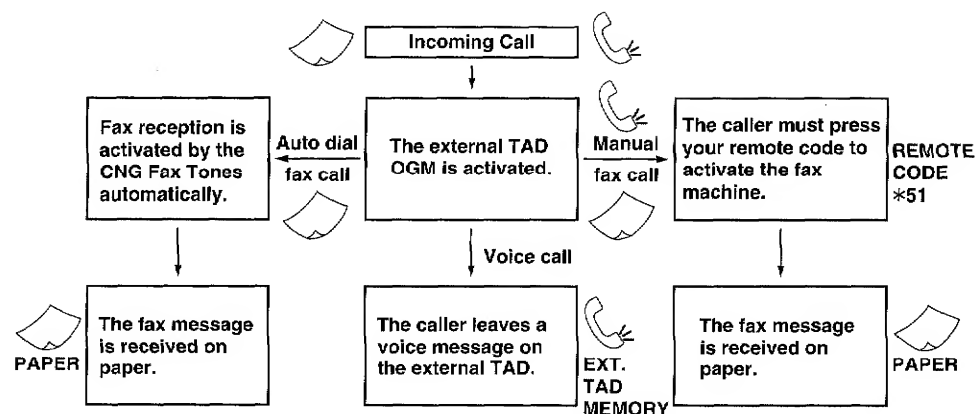 Incoming Call
Fax reception is
activated by the
CNG Fax Tones
automatically.
Auto dial
fax call
The external TAD
OGM is activated.
Manual
fax call
The caller must press
your remote code to
activate the fax
machine.
REMOTE
CODE
*51
Voice call
PAPER
The fax message
is received on
paper.
The caller leaves a
voice message on
the external TAD.
EXT.
TAD
MEMORY
The fax message
is received on
paper.
PAPER